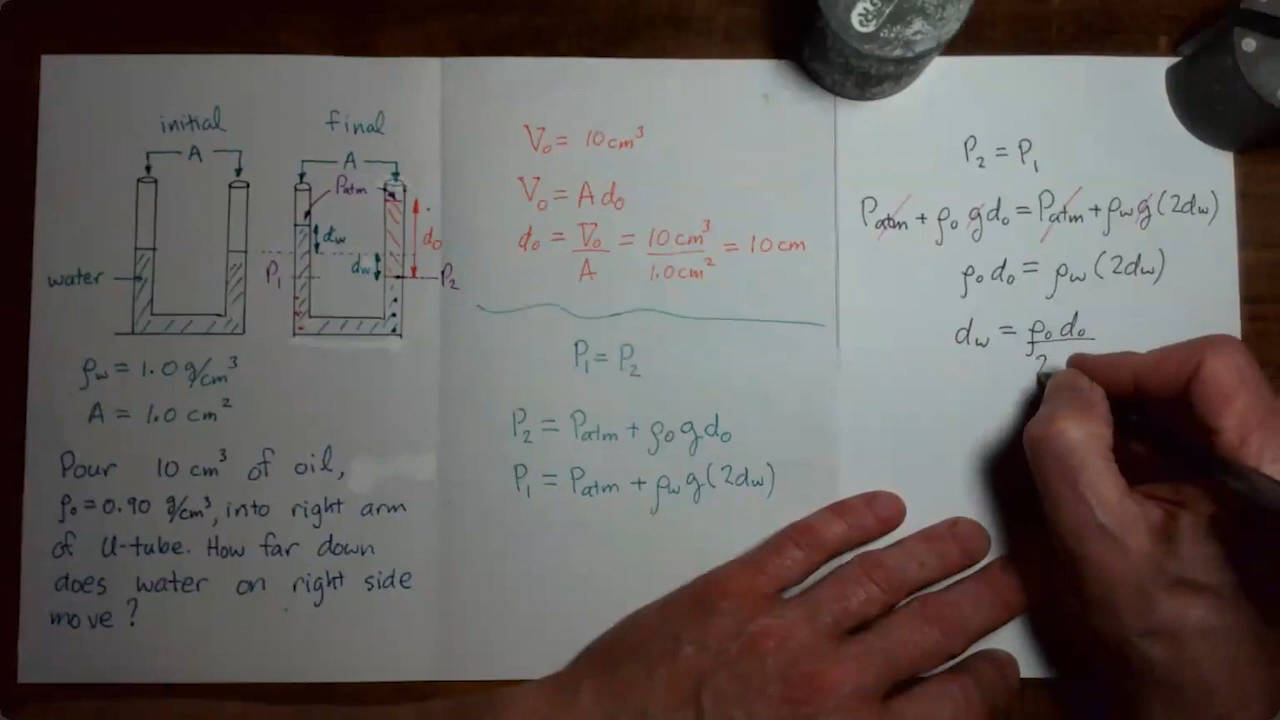 initial
final
A
A
Patm
dw
do
dw
water
P₁
P₂
ρw = 1.0 g/cm³
A = 1.0 cm²
Pour 10 cm³ of oil,
ρo = 0.90 g/cm³, into right arm
of U-tube. How far down
does water on right side
move?
Vo = 10 cm³
Vo = A do
do = Vo/A = 10 cm³/1.0 cm² = 10 cm
P₁ = P₂
P₂ = Patm + ρo g do
P₁ = Patm + ρw g (2dw)
P₂ = P₁
Patm + ρo g do = Patm + ρw g (2dw)
ρo do = ρw (2dw)
dw = ρo do / 2